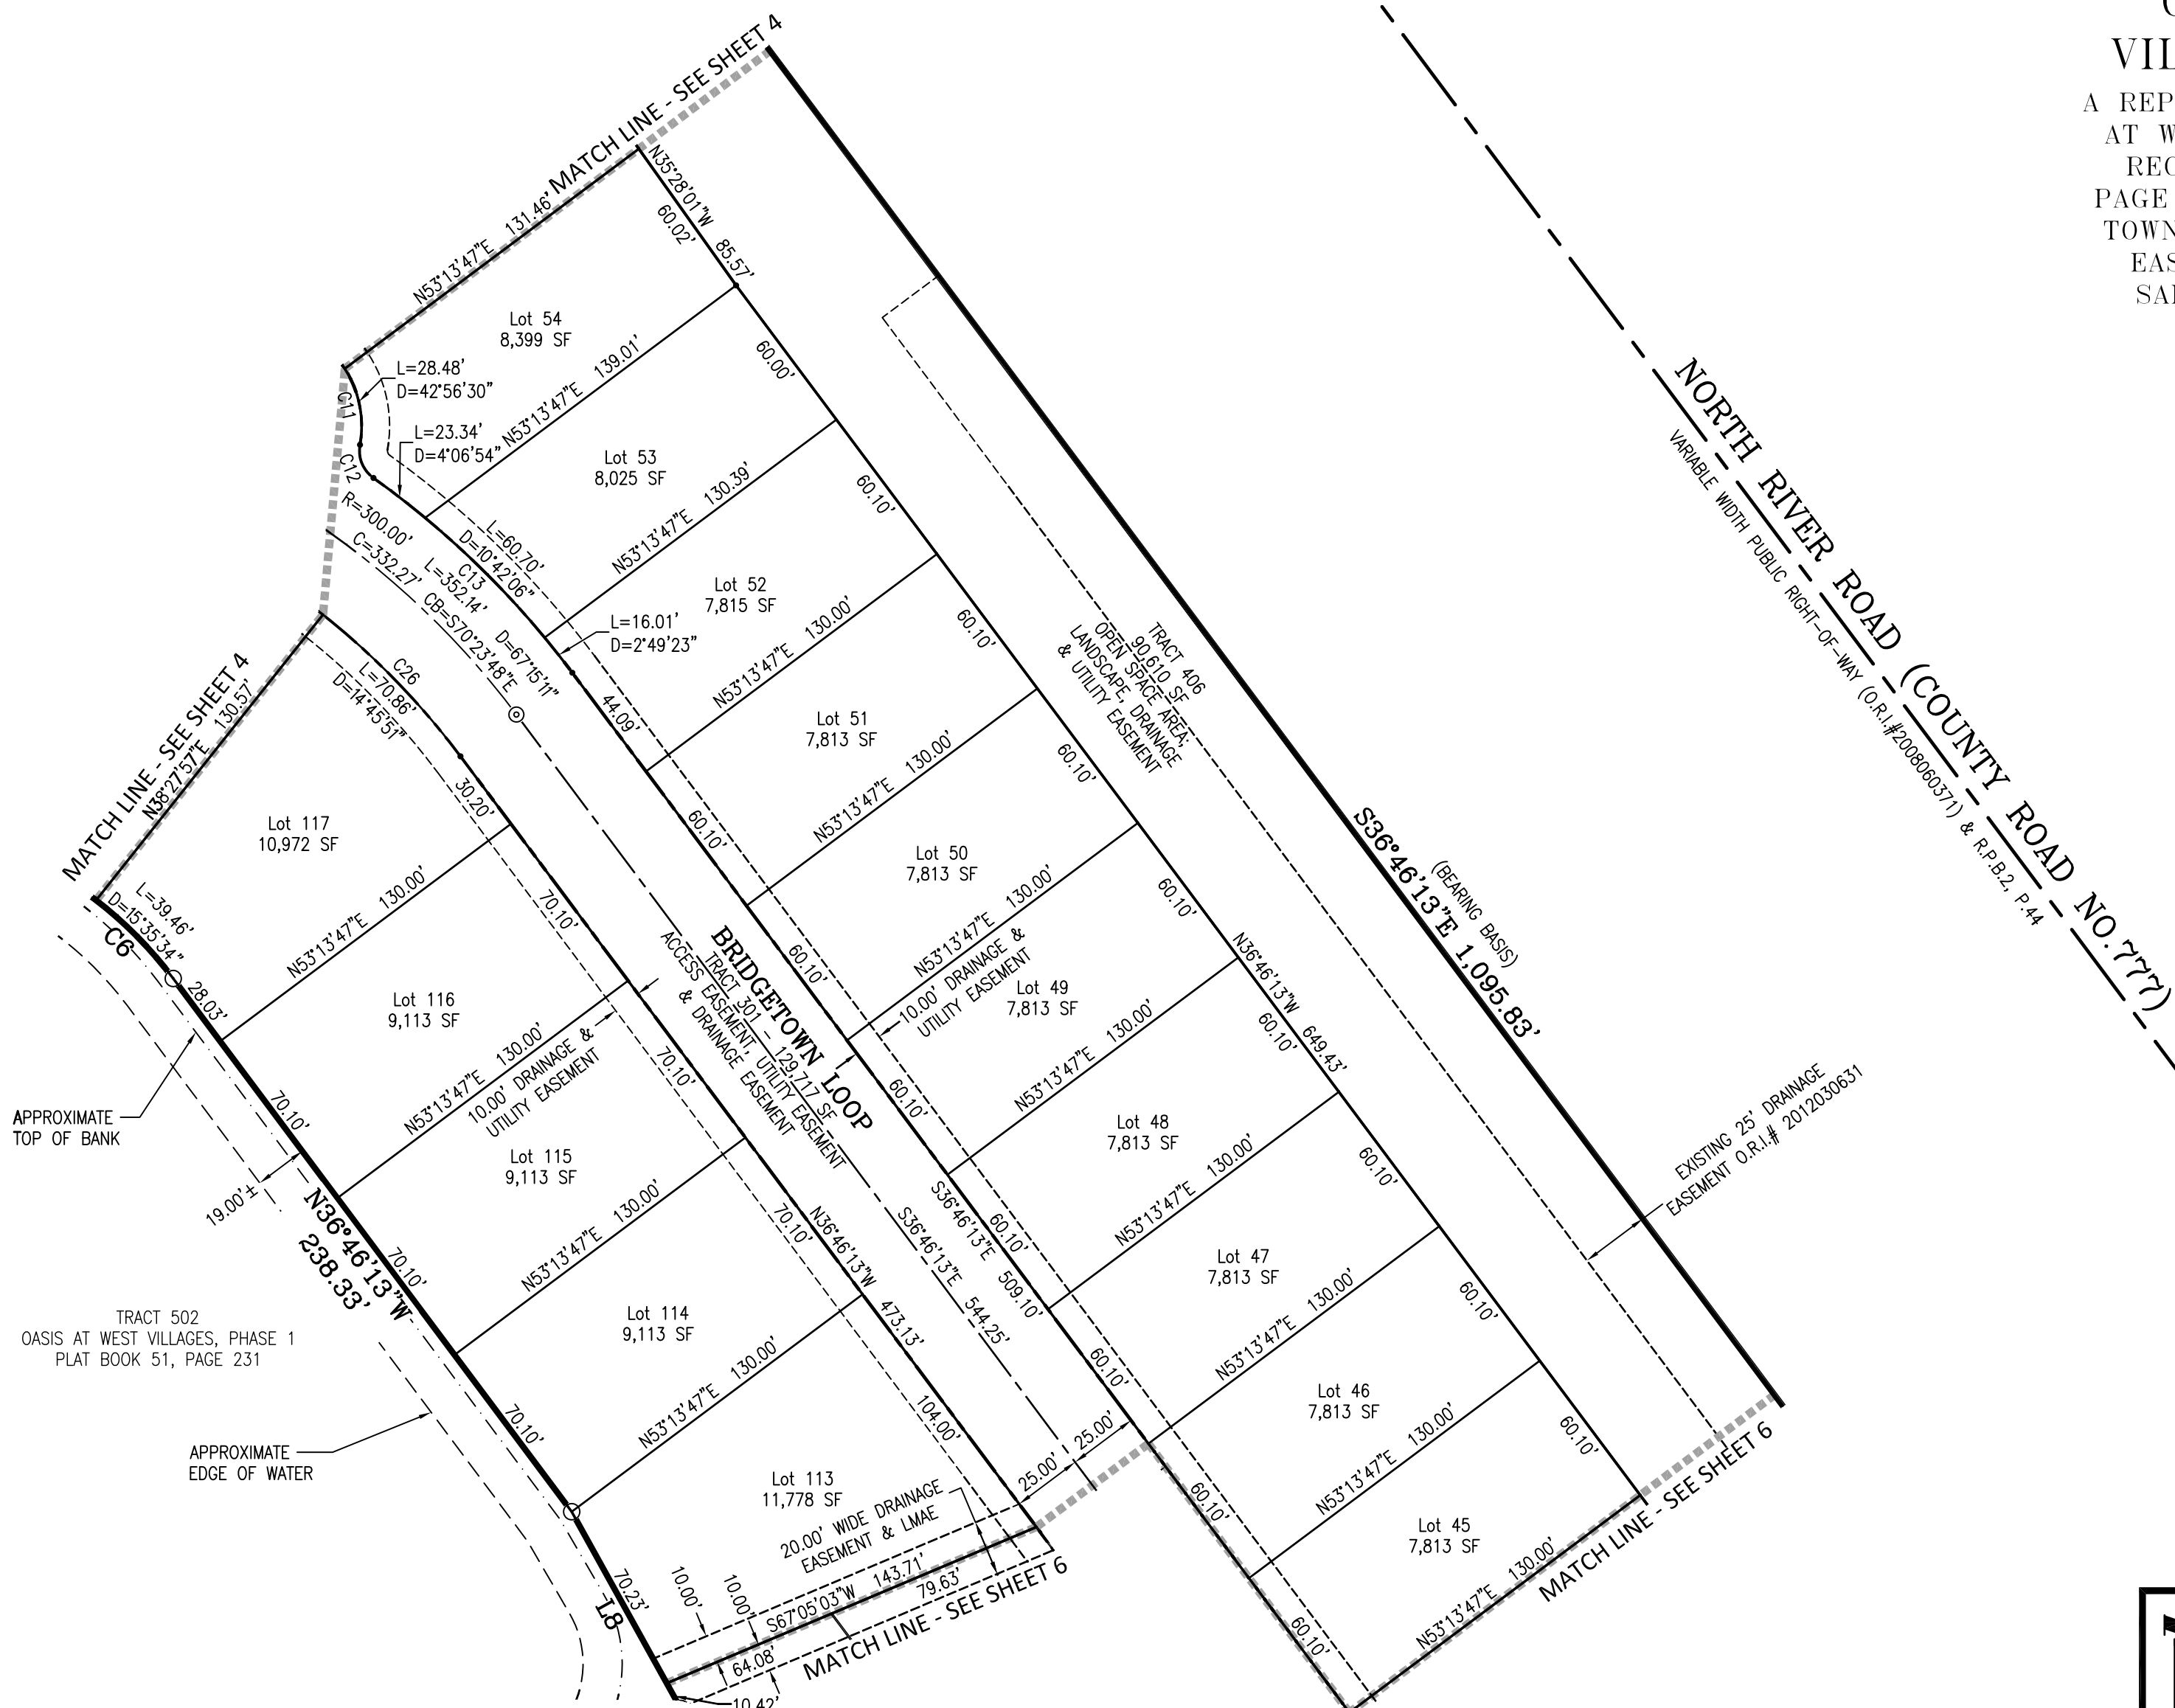 MATCH LINE - SEE SHEET 4
VIL
A REP
AT W
REC
PAGE
TOWN
EAS
SAI
N53°13'47"E 131.46'
N35°28'01"W 85.57'
60.02'
Lot 54
8,399 SF
L=28.48'
D=42°56'30"
C11
N53°13'47"E 139.01'
60.00'
L=23.34'
D=4°06'54"
C12
Lot 53
8,025 SF
N53°13'47"E 130.39'
60.10'
R=300.00'
C=332.27'
C13
L=352.14'
CB=S70°23'48"E
D=67°15'11"
L=60.70'
D=10°42'06"
Lot 52
7,815 SF
L=16.01'
D=2°49'23"
44.09'
N53°13'47"E 130.00'
60.10'
Lot 51
7,813 SF
60.10'
N53°13'47"E 130.00'
60.10'
Lot 50
7,813 SF
60.10'
N53°13'47"E 130.00'
60.10'
10.00' DRAINAGE &
UTILITY EASEMENT
Lot 49
7,813 SF
60.10'
N53°13'47"E 130.00'
N36°46'13"W 649.43'
60.10'
Lot 48
7,813 SF
60.10'
S36°46'13"E 509.10'
N53°13'47"E 130.00'
60.10'
Lot 47
7,813 SF
60.10'
N53°13'47"E 130.00'
60.10'
Lot 46
7,813 SF
60.10'
N53°13'47"E 130.00'
60.10'
Lot 45
7,813 SF
60.10'
N53°13'47"E 130.00'
MATCH LINE - SEE SHEET 6
TRACT 406
90,610 SF
OPEN SPACE AREA;
LANDSCAPE, DRAINAGE
& UTILITY EASEMENT
S36°46'13"E 1,095.83'
(BEARING BASIS)
NORTH RIVER ROAD (COUNTY ROAD NO.777)
VARIABLE WIDTH PUBLIC RIGHT-OF-WAY (O.R.I.#2008060371) & R.P.B.2, P.44
EXISTING 25' DRAINAGE
EASEMENT O.R.I.# 2012030631
MATCH LINE - SEE SHEET 4
N38°27'57"E 130.57'
C26
L=70.86'
D=14°45'51"
30.20'
Lot 117
10,972 SF
L=39.46'
D=15°35'34"
C6
28.03'
N53°13'47"E 130.00'
70.10'
Lot 116
9,113 SF
70.10'
N53°13'47"E 130.00'
10.00' DRAINAGE &
UTILITY EASEMENT
70.10'
Lot 115
9,113 SF
70.10'
N53°13'47"E 130.00'
70.10'
Lot 114
9,113 SF
70.10'
N53°13'47"E 130.00'
N36°46'13"W 473.13'
104.00'
BRIDGETOWN LOOP
TRACT 301 - 129,717 SF
ACCESS EASEMENT, UTILITY EASEMENT
& DRAINAGE EASEMENT
S36°46'13"E 544.25'
25.00'
25.00'
APPROXIMATE
TOP OF BANK
19.00'±
N36°46'13"W
238.33'
TRACT 502
OASIS AT WEST VILLAGES, PHASE 1
PLAT BOOK 51, PAGE 231
APPROXIMATE
EDGE OF WATER
Lot 113
11,778 SF
20.00' WIDE DRAINAGE
EASEMENT & LMAE
70.23'
L8
10.00'
10.00'
S67°05'03"W 143.71'
79.63'
64.08'
10.42'
MATCH LINE - SEE SHEET 6